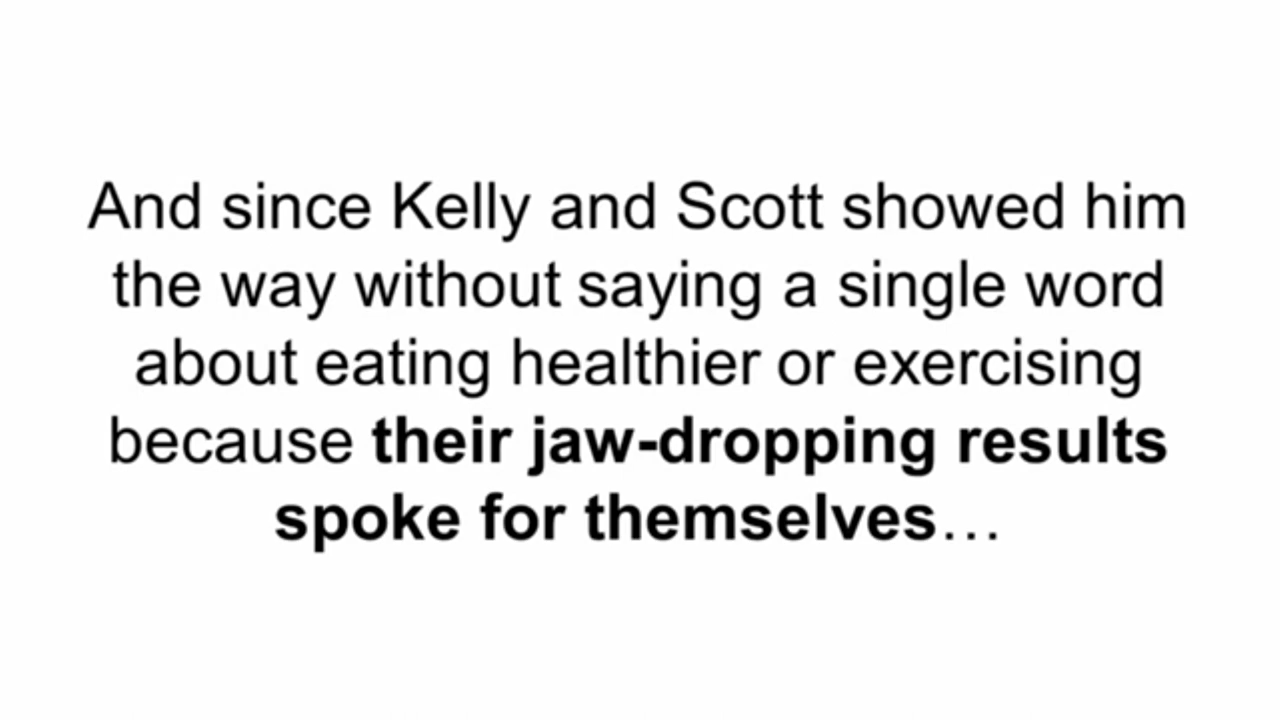 And since Kelly and Scott showed him
the way without saying a single word
about eating healthier or exercising
because their jaw-dropping results
spoke for themselves…